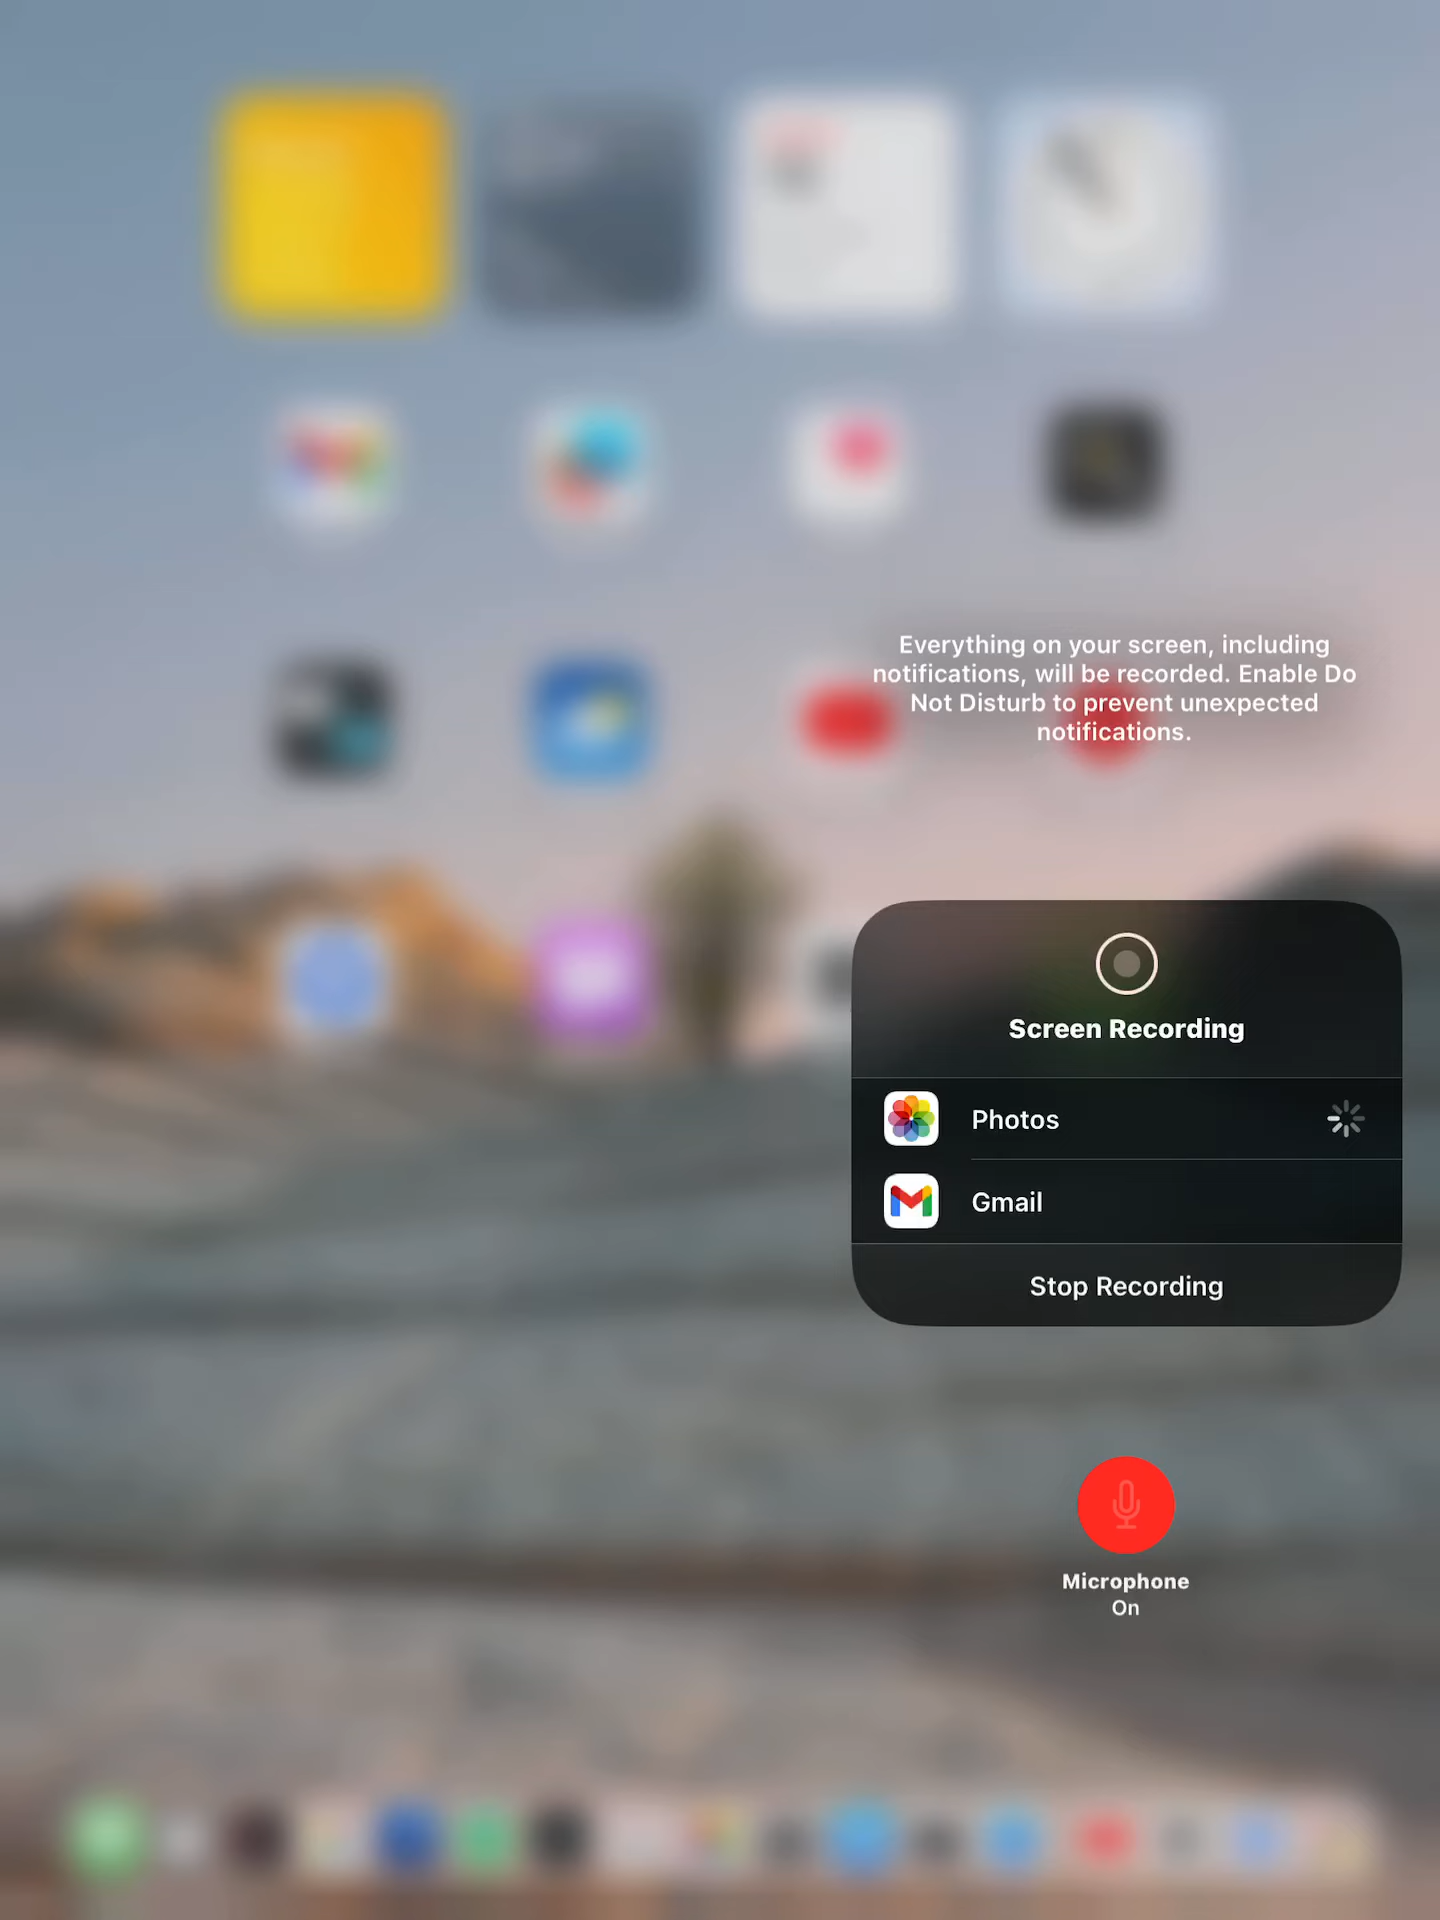 Everything on your screen, including
notifications, will be recorded. Enable Do
Not Disturb to prevent unexpected
notifications.
Screen Recording
Photos
Gmail
Stop Recording
Microphone
On